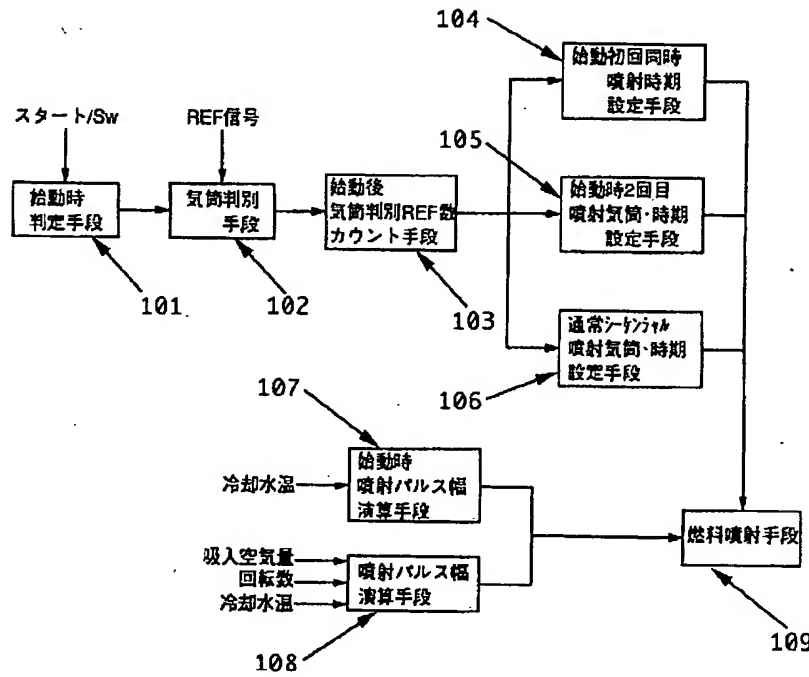 104
始動初回同時
噴射時期
設定手段
スタート/Sw
REF信号
105
始動時
判定手段
気筒判別
手段
始動後
気筒判別REF数
カウント手段
始動時2回目
噴射気筒・時期
設定手段
101
102
103
通常シーケンシャル
噴射気筒・時期
設定手段
106
107
始動時
噴射パルス幅
演算手段
冷却水温
燃料噴射手段
吸入空気量
回転数
冷却水温
噴射パルス幅
演算手段
108
109